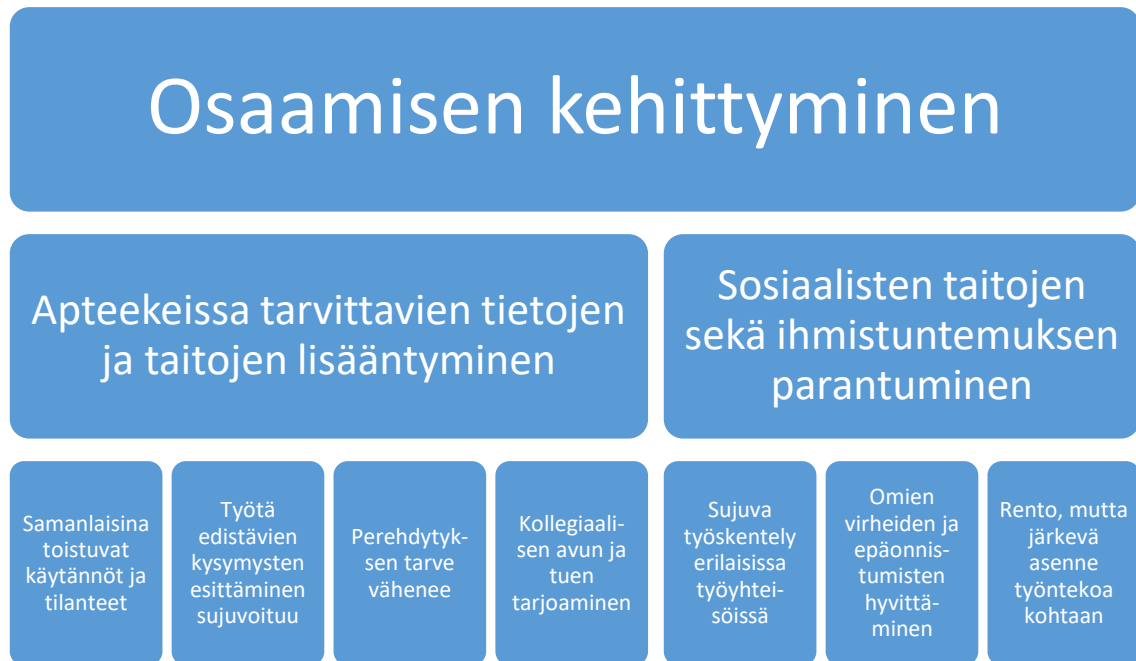 Osaamisen kehittyminen
Apteekeissa tarvittavien tietojen
ja taitojen lisääntyminen
Sosiaalisten taitojen
sekä ihmistuntemuksen
parantuminen
Samanlaisina
toistuvat
käytännöt ja
tilanteet
Työtä
edistävien
kysymysten
esittäminen
sujuvoituu
Perehdytyk-
sen tarve
vähenee
Kollegiaali-
sen avun ja
tuen
tarjoaminen
Sujuva
työskentely
erilaisissa
työyhtei-
söissä
Omien
virheiden ja
epäonnis-
tumisten
hyvittä-
minen
Rento, mutta
järkevä
asenne
työntekoa
kohtaan